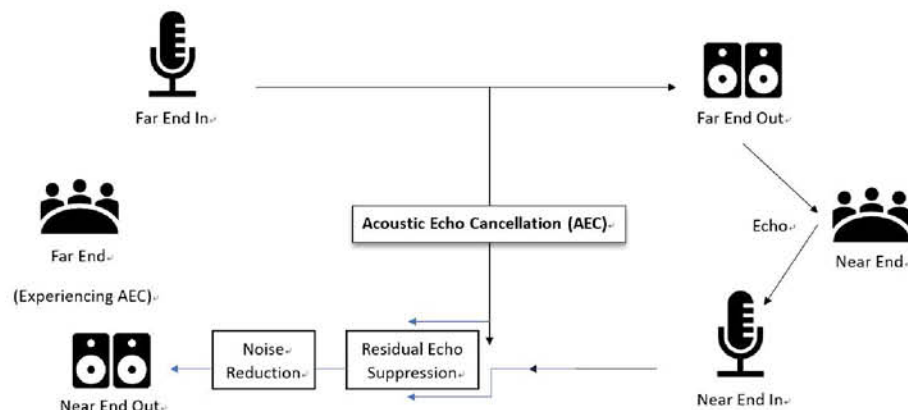 Far End In
Far End Out
Acoustic Echo Cancellation (AEC)
Echo
Near End
Far End
(Experiencing AEC)
Noise
Reduction
Residual Echo
Suppression
Near End Out
Near End In